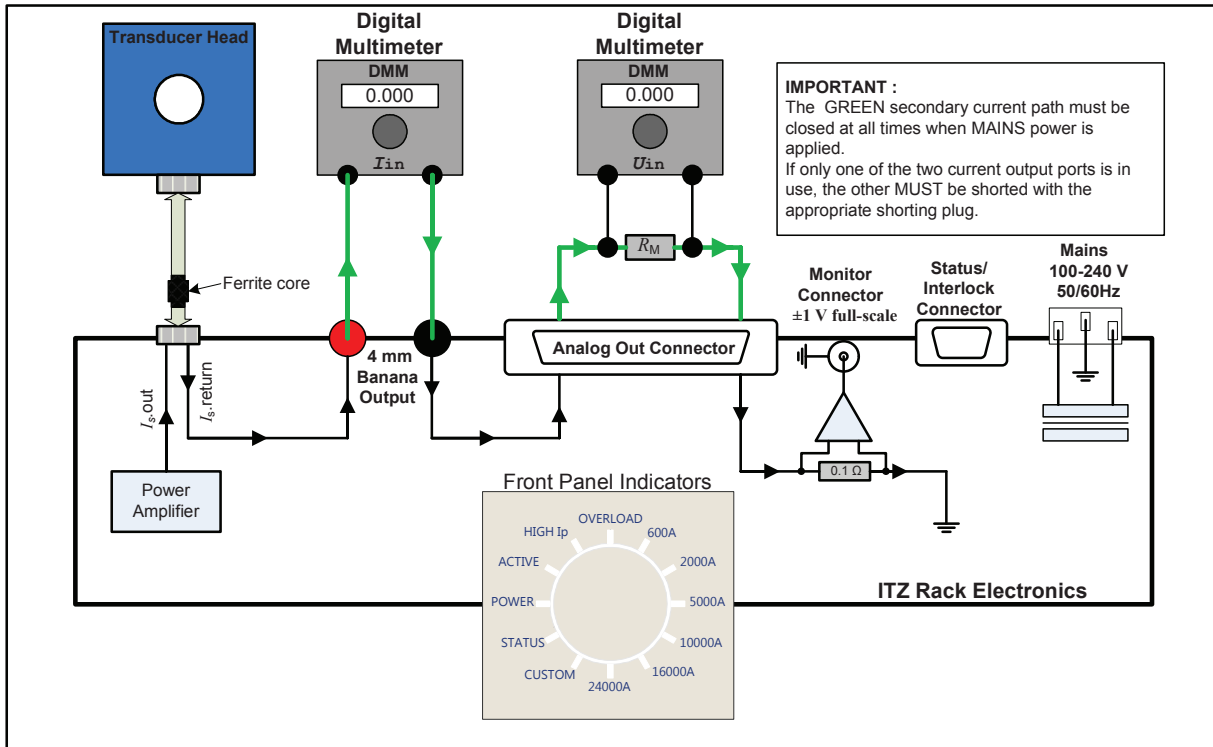 Transducer Head
Digital
Multimeter
DMM
0.000
Iin
Digital
Multimeter
DMM
0.000
Uin
IMPORTANT :
The GREEN secondary current path must be
closed at all times when MAINS power is
applied.
If only one of the two current output ports is in
use, the other MUST be shorted with the
appropriate shorting plug.
RM
Ferrite core
Monitor
Connector
±1 V full-scale
Status/
Interlock
Connector
Mains
100-240 V
50/60Hz
4 mm
Banana
Output
Analog Out Connector
Is.out
Is.return
Power
Amplifier
0.1 Ω
Front Panel Indicators
OVERLOAD
HIGH Ip
600A
ACTIVE
2000A
POWER
5000A
STATUS
10000A
CUSTOM
16000A
24000A
ITZ Rack Electronics